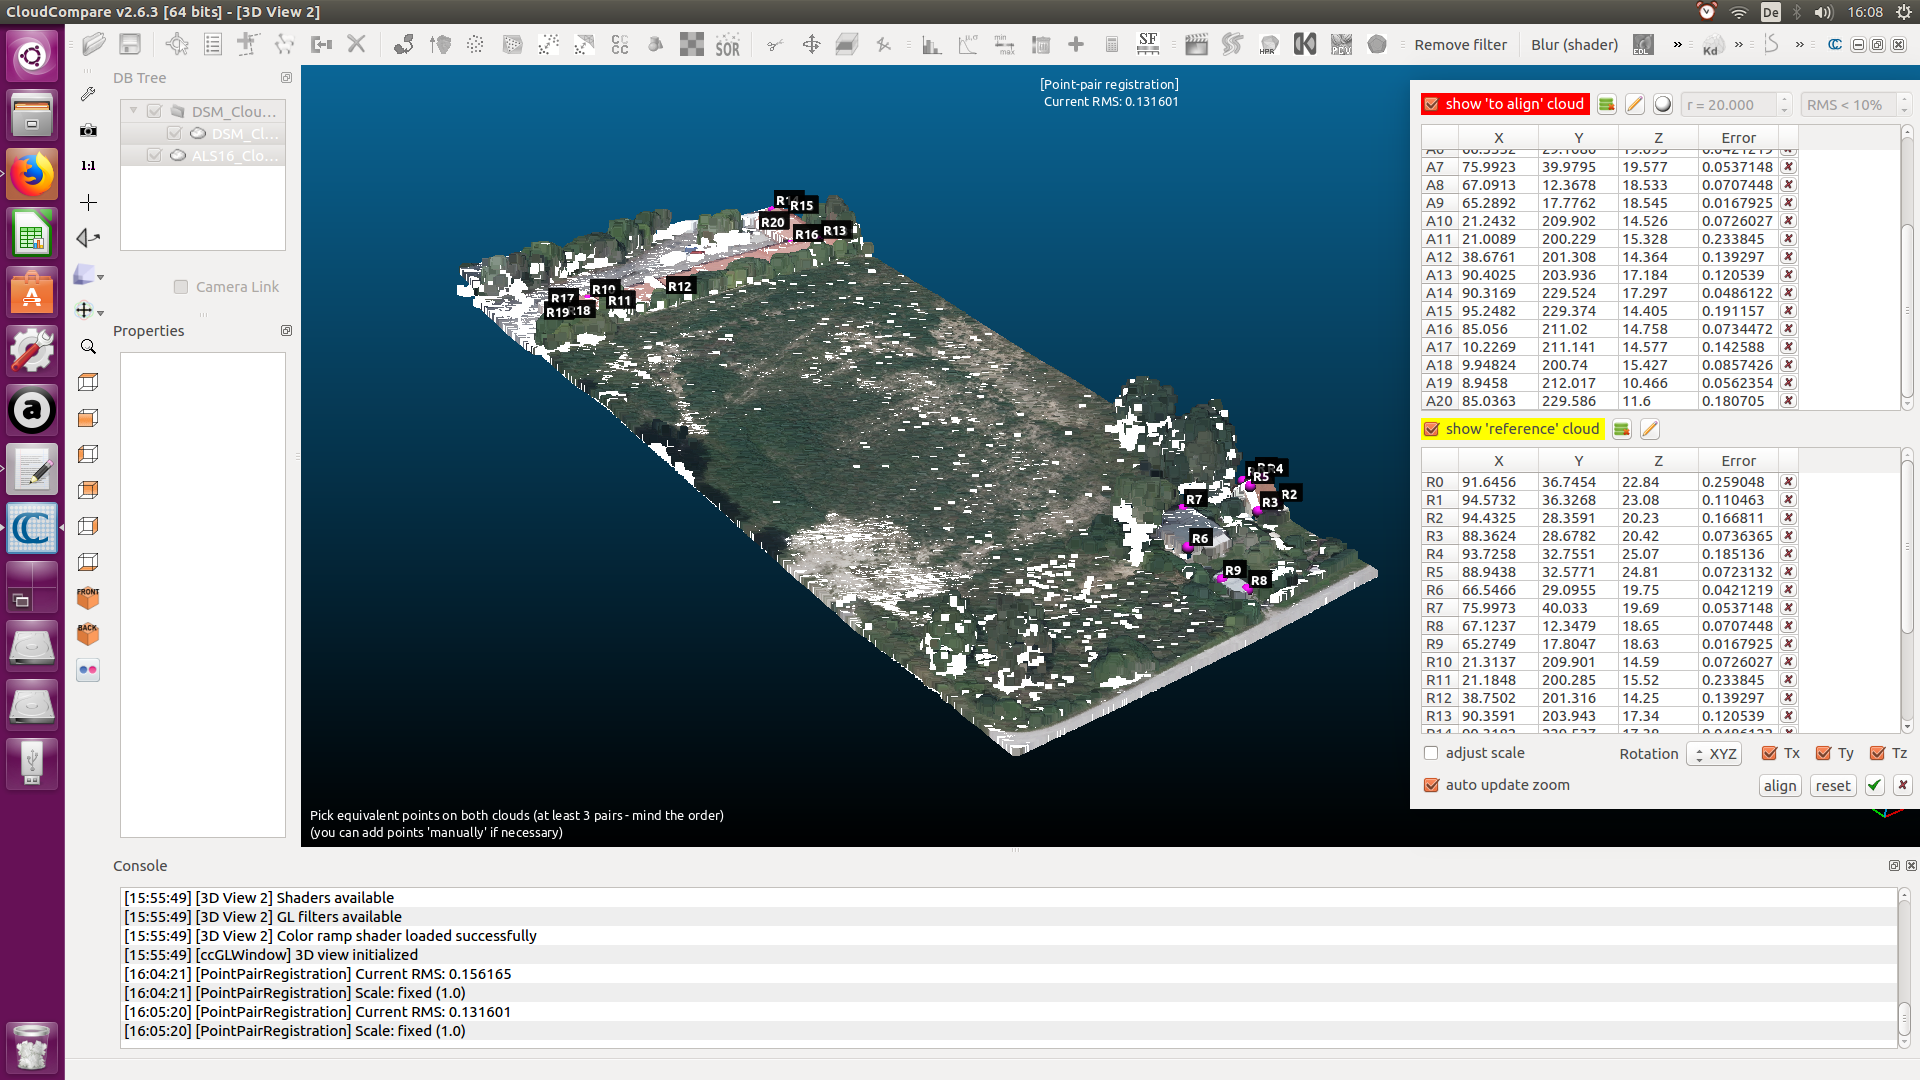 CloudCompare v2.6.3 [64 bits] - [3D View 2]
De
16:08
SOR
SF
Remove filter
Blur (shader)
»
Kd
»
»
DB Tree
DSM_Clou...
DSM_Cl...
ALS16_Clo...
Camera Link
Properties
1:1
FRONT
BACK
[Point-pair registration]
Current RMS: 0.131601
R15
R20
R16
R13
R12
R10
R17
R11
R19
R4
R5
R2
R3
R7
R6
R9
R8
Pick equivalent points on both clouds (at least 3 pairs - mind the order)
(you can add points 'manually' if necessary)
show 'to align' cloud
r = 20.000
RMS < 10%
X Y Z Error
A7 75.9923 39.9795 19.577 0.0537148
A8 67.0913 12.3678 18.533 0.0707448
A9 65.2892 17.7762 18.545 0.0167925
A10 21.2432 209.902 14.526 0.0726027
A11 21.0089 200.229 15.328 0.233845
A12 38.6761 201.308 14.364 0.139297
A13 90.4025 203.936 17.184 0.120539
A14 90.3169 229.524 17.297 0.0486122
A15 95.2482 229.374 14.405 0.191157
A16 85.056 211.02 14.758 0.0734472
A17 10.2269 211.141 14.577 0.142588
A18 9.94824 200.74 15.427 0.0857426
A19 8.9458 212.017 10.466 0.0562354
A20 85.0363 229.586 11.6 0.180705
show 'reference' cloud
X Y Z Error
R0 91.6456 36.7454 22.84 0.259048
R1 94.5732 36.3268 23.08 0.110463
R2 94.4325 28.3591 20.23 0.166811
R3 88.3624 28.6782 20.42 0.0736365
R4 93.7258 32.7551 25.07 0.185136
R5 88.9438 32.5771 24.81 0.0723132
R6 66.5466 29.0955 19.75 0.0421219
R7 75.9973 40.033 19.69 0.0537148
R8 67.1237 12.3479 18.65 0.0707448
R9 65.2749 17.8047 18.63 0.0167925
R10 21.3137 209.901 14.59 0.0726027
R11 21.1848 200.285 15.52 0.233845
R12 38.7502 201.316 14.25 0.139297
R13 90.3591 203.943 17.34 0.120539
adjust scale
Rotation
XYZ
Tx
Ty
Tz
auto update zoom
align
reset
Console
[15:55:49] [3D View 2] Shaders available
[15:55:49] [3D View 2] GL filters available
[15:55:49] [3D View 2] Color ramp shader loaded successfully
[15:55:49] [ccGLWindow] 3D view initialized
[16:04:21] [PointPairRegistration] Current RMS: 0.156165
[16:04:21] [PointPairRegistration] Scale: fixed (1.0)
[16:05:20] [PointPairRegistration] Current RMS: 0.131601
[16:05:20] [PointPairRegistration] Scale: fixed (1.0)